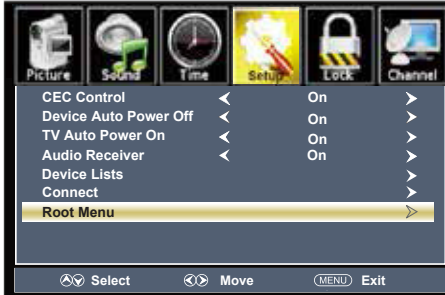 Picture Sound Time Setup Lock Channel
CEC Control On
Device Auto Power Off On
TV Auto Power On On
Audio Receiver On
Device Lists
Connect
Root Menu
Select Move MENU Exit